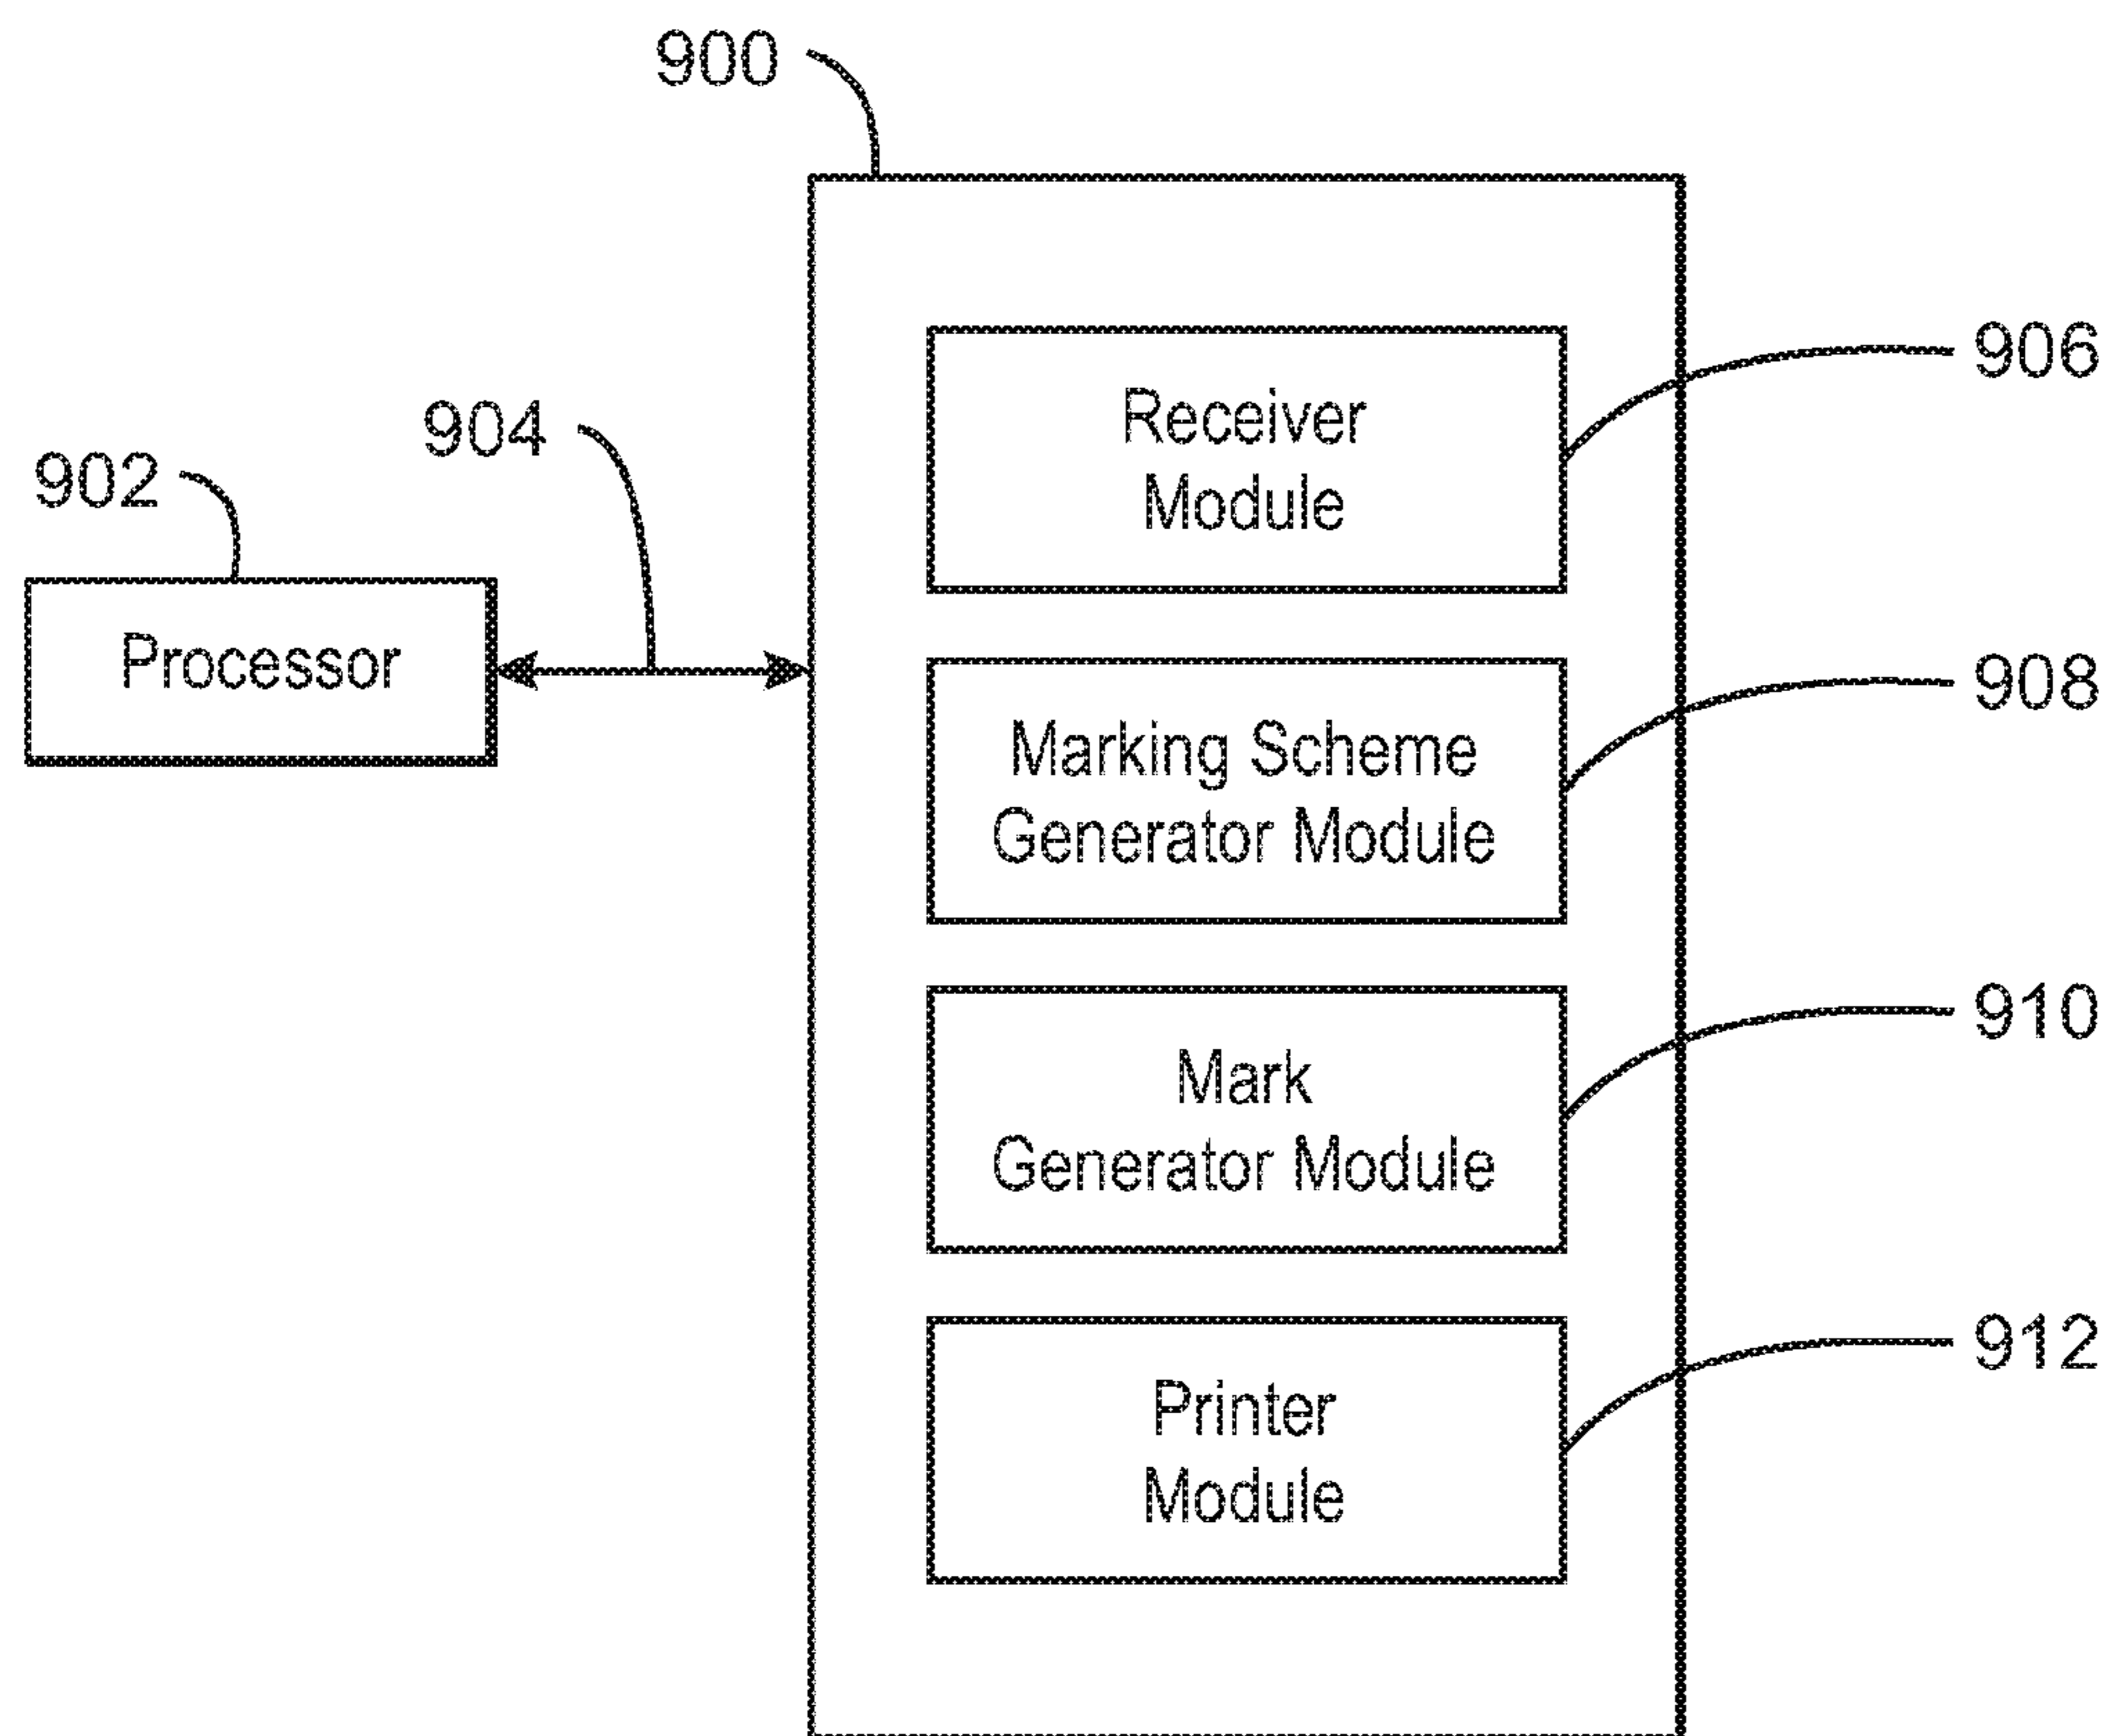 900
906
904
Receiver
Module
902
Processor
908
Marking Scheme
Generator Module
910
Mark
Generator Module
912
Printer
Module